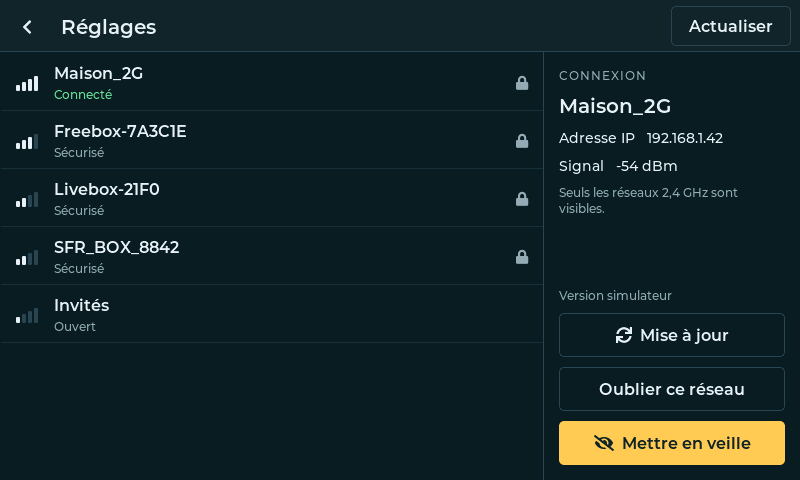 Réglages
Actualiser
Maison_2G
Connecté
Freebox-7A3C1E
Sécurisé
Livebox-21F0
Sécurisé
SFR_BOX_8842
Sécurisé
Invités
Ouvert
CONNEXION
Maison_2G
Adresse IP 192.168.1.42
Signal -54 dBm
Seuls les réseaux 2,4 GHz sont
visibles.
Version simulateur
Mise à jour
Oublier ce réseau
Mettre en veille